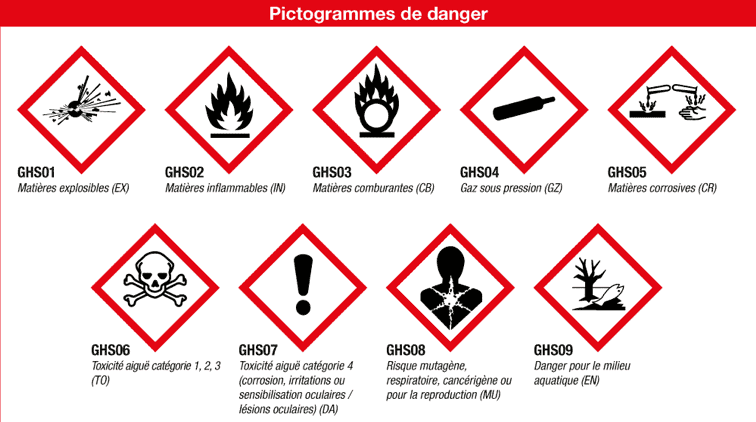 Pictogrammes de danger
GHS01
Matières explosibles (EX)
GHS02
Matières inflammables (IN)
GHS03
Matières comburantes (CB)
GHS04
Gaz sous pression (GZ)
GHS05
Matières corrosives (CR)
GHS06
Toxicité aiguë catégorie 1, 2, 3
(TO)
GHS07
Toxicité aiguë catégorie 4
(corrosion, irritations ou
sensibilisation oculaires /
lésions oculaires) (DA)
GHS08
Risque mutagène,
respiratoire, cancérigène ou
pour la reproduction (MU)
GHS09
Danger pour le milieu
aquatique (EN)